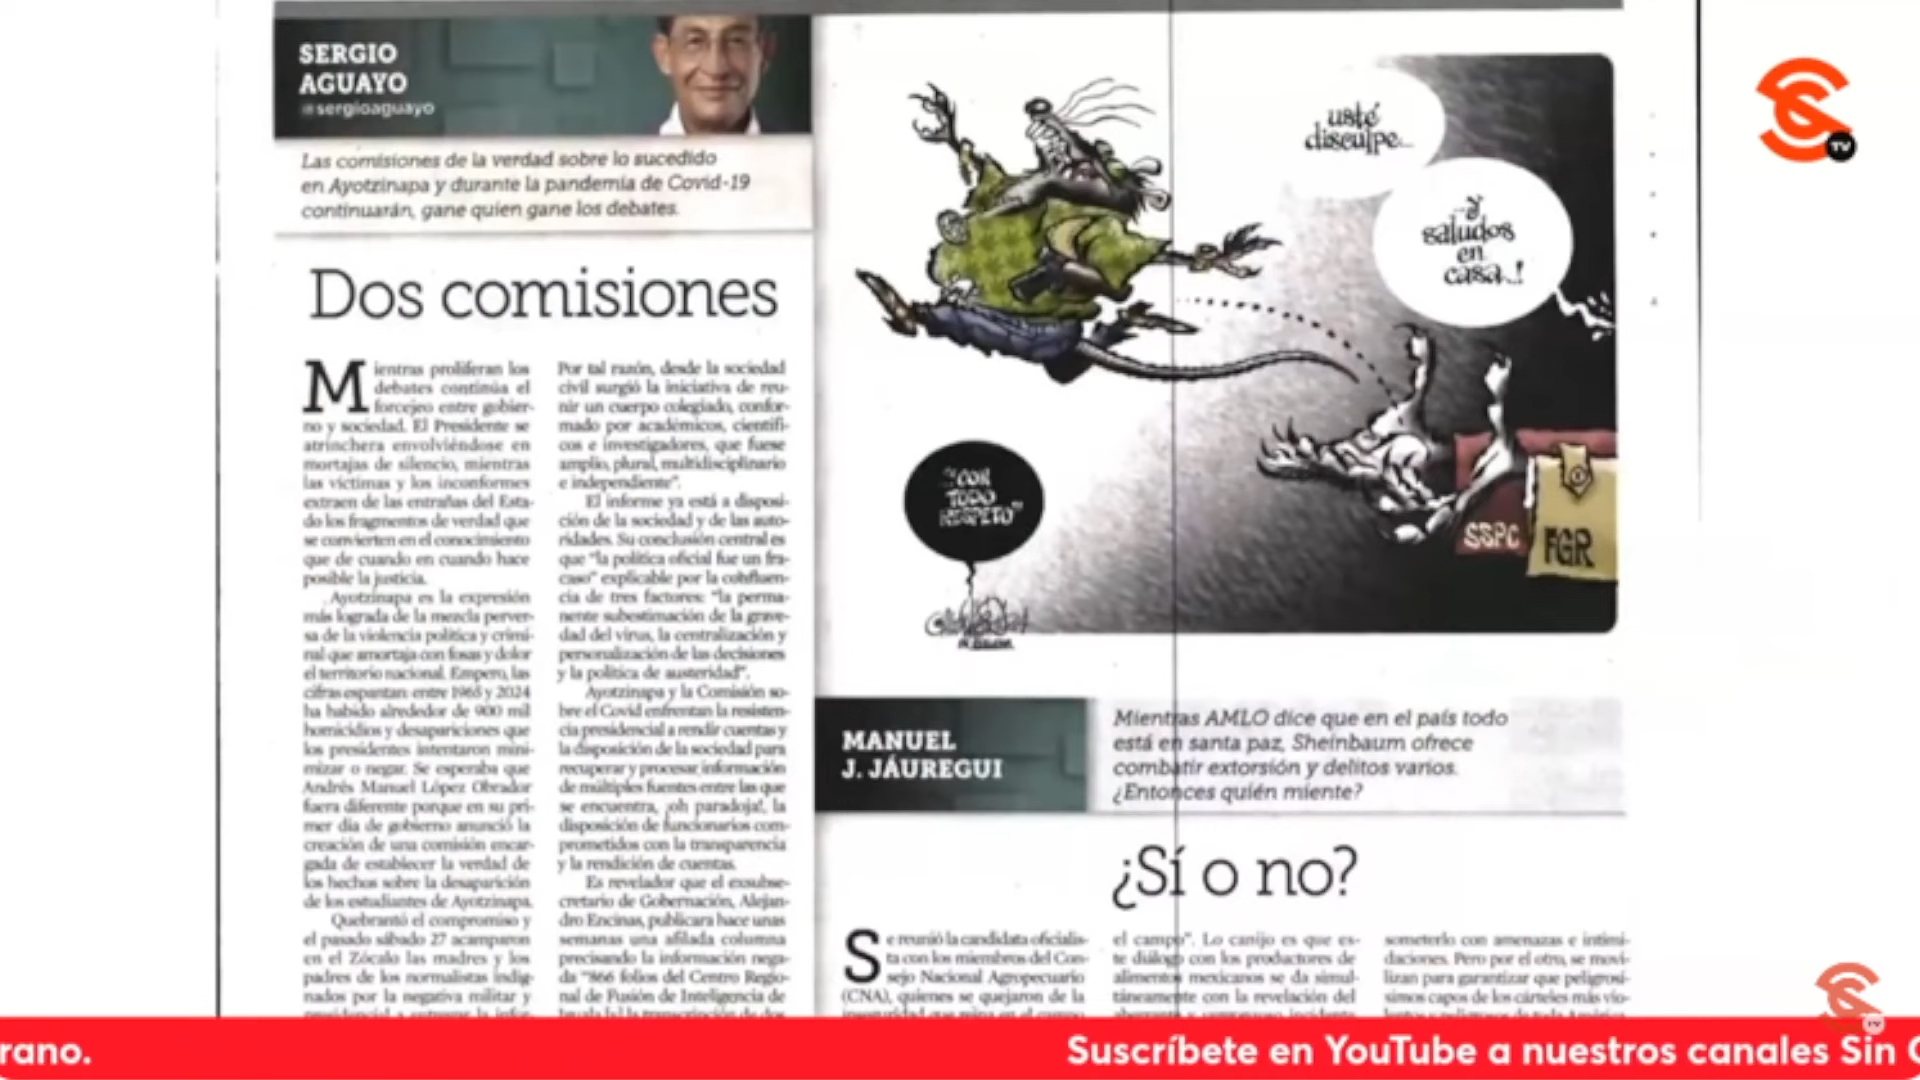 SERGIO
AGUAYO
@sergioaguayo
Las comisiones de la verdad sobre lo sucedido
en Ayotzinapa y durante la pandemia de Covid-19
continuarán, gane quien gane los debates.
Dos comisiones
Mientras proliferan los
debates continúa el
forcejeo entre gobier-
no y sociedad. El Presidente se
atrinchera envolviéndose en
mortajas de silencio, mientras
las víctimas y los inconformes
extraen de las entrañas del Esta-
do los fragmentos de verdad que
se convierten en el conocimiento
que de cuando en cuando hace
posible la justicia.
Ayotzinapa es la expresión
más lograda de la mezcla perver-
sa de la violencia política y crimi-
nal que amortaja con fosas y dolor
el territorio nacional. Empero, las
cifras espantan: entre 1965 y 2024
ha habido alrededor de 900 mil
homicidios y desapariciones que
los presidentes intentaron mini-
mizar o negar. Se esperaba que
Andrés Manuel López Obrador
fuera diferente porque en su pri-
mer día de gobierno anunció la
creación de una comisión encar-
gada de establecer la verdad de
los hechos sobre la desaparición
de los estudiantes de Ayotzinapa.
Quebrantó el compromiso y
el pasado sábado 27 acamparon
en el Zócalo las madres y los
padres de los normalistas indig-
nados por la negativa militar y
Por tal razón, desde la sociedad
civil surgió la iniciativa de reu-
nir un cuerpo colegiado, confor-
mado por académicos, científi-
cos e investigadores, que fuese
amplio, plural, multidisciplinario
e independiente".
El informe ya está a disposi-
ción de la sociedad y de las auto-
ridades. Su conclusión central es
que "la política oficial fue un fra-
caso" explicable por la confluen-
cia de tres factores: "la perma-
nente subestimación de la grave-
dad del virus, la centralización y
personalización de las decisiones
y la política de austeridad".
Ayotzinapa y la Comisión so-
bre el Covid enfrentan la resisten-
cia presidencial a rendir cuentas y
la disposición de la sociedad para
recuperar y procesar información
de múltiples fuentes entre las que
se encuentra, ¡oh paradoja!, la
disposición de funcionarios com-
prometidos con la transparencia
y la rendición de cuentas.
Es revelador que el exsubse-
cretario de Gobernación, Alejan-
dro Encinas, publicara hace unas
semanas una afilada columna
precisando la información nega-
da "866 folios del Centro Regio-
nal de Fusión de Inteligencia de
usté
disculpe...
...y
saludos
en
casa..!
"CON
TODO
RESPETO"
SSPC
FGR
MANUEL
J. JÁUREGUI
Mientras AMLO dice que en el país todo
está en santa paz, Sheinbaum ofrece
combatir extorsión y delitos varios.
¿Entonces quién miente?
¿Sí o no?
Se reunió la candidata oficialis-
ta con los miembros del Con-
sejo Nacional Agropecuario
(CNA), quienes se quejaron de la
inseguridad que priva en el campo
el campo". Lo canijo es que es-
te diálogo con los productores de
alimentos mexicanos se da simul-
táneamente con la revelación del
someterlo con amenazas e intimi-
daciones. Pero por el otro, se movi-
lizan para garantizar que peligrosí-
simos capos de los cárteles más vio-
TV
TV
rano.
Suscríbete en YouTube a nuestros canales Sin